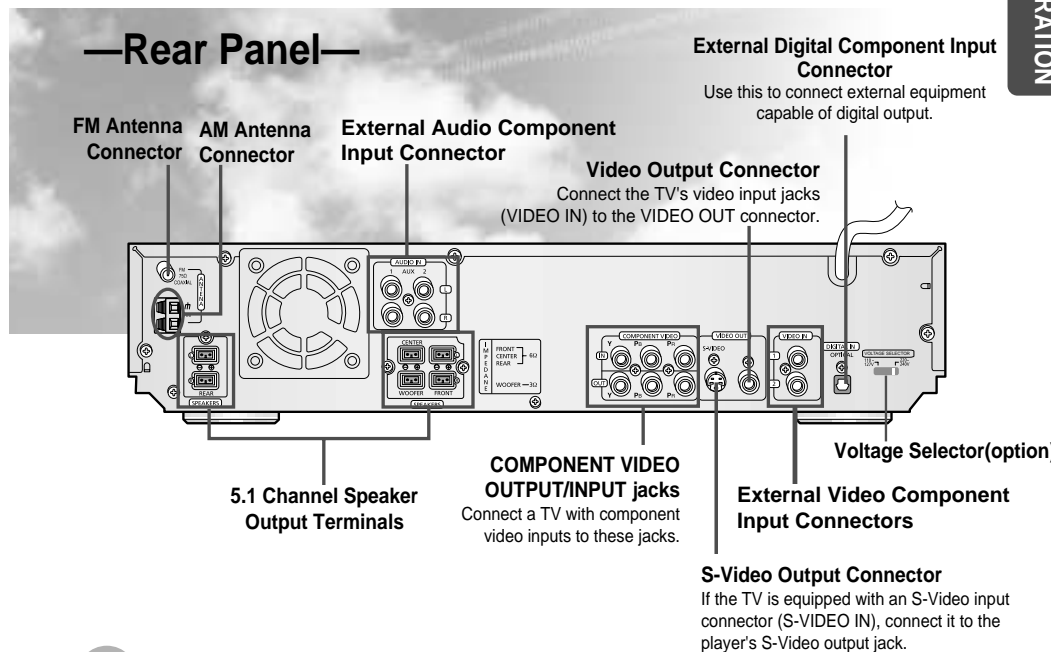 RATION
—Rear Panel—
External Digital Component Input
Connector
Use this to connect external equipment
capable of digital output.
FM Antenna
Connector
AM Antenna
Connector
External Audio Component
Input Connector
Video Output Connector
Connect the TV's video input jacks
(VIDEO IN) to the VIDEO OUT connector.
FM
75Ω
COAXIAL
ANTENA
AUDIO IN
1 AUX 2
L
R
REAR
SPEAKERS
CENTER
WOOFER FRONT
SPEAKERS
IMPEDANE
FRONT
CENTER
REAR
6Ω
WOOFER — 3Ω
COMPONENT VIDEO
Y PB PR
IN
OUT
Y PB PR
VIDEO OUT
S-VIDEO
VIDEO IN
1
2
DIGITAL IN
OPTICAL
VOLTAGE SELECTOR
Voltage Selector(option)
5.1 Channel Speaker
Output Terminals
COMPONENT VIDEO
OUTPUT/INPUT jacks
Connect a TV with component
video inputs to these jacks.
External Video Component
Input Connectors
S-Video Output Connector
If the TV is equipped with an S-Video input
connector (S-VIDEO IN), connect it to the
player's S-Video output jack.